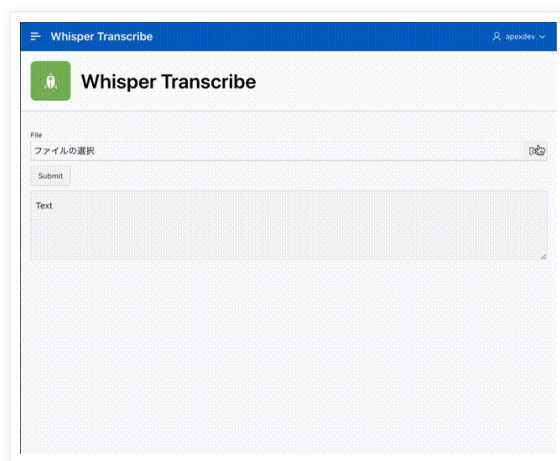 Whisper Transcribe
apexdev
Whisper Transcribe
File
ファイルの選択
Submit
Text